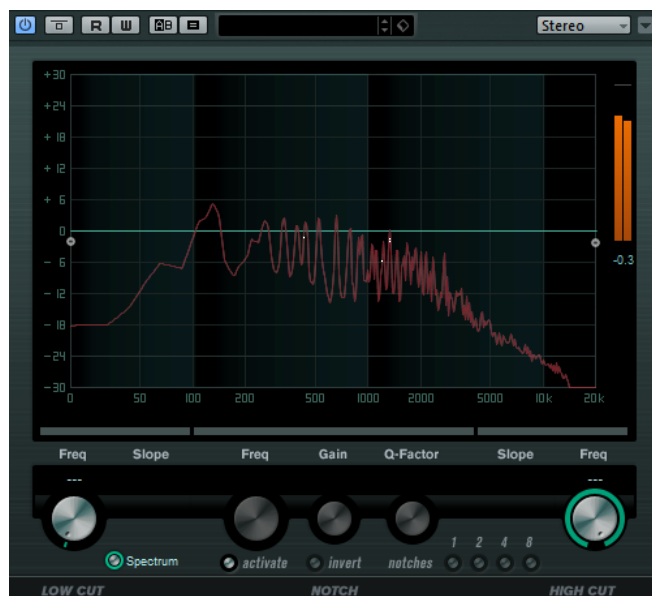 R W AB Stereo
+30
+24
+ 18
+ 12
+ 6
0
- 6
- 12
- 18
- 24
-30
-0.3
0 50 100 200 500 1000 2000 5000 10k 20k
Freq Slope Freq Gain Q-Factor Slope Freq
--- ---
1 2 4 8
Spectrum activate invert notches
LOW CUT NOTCH HIGH CUT